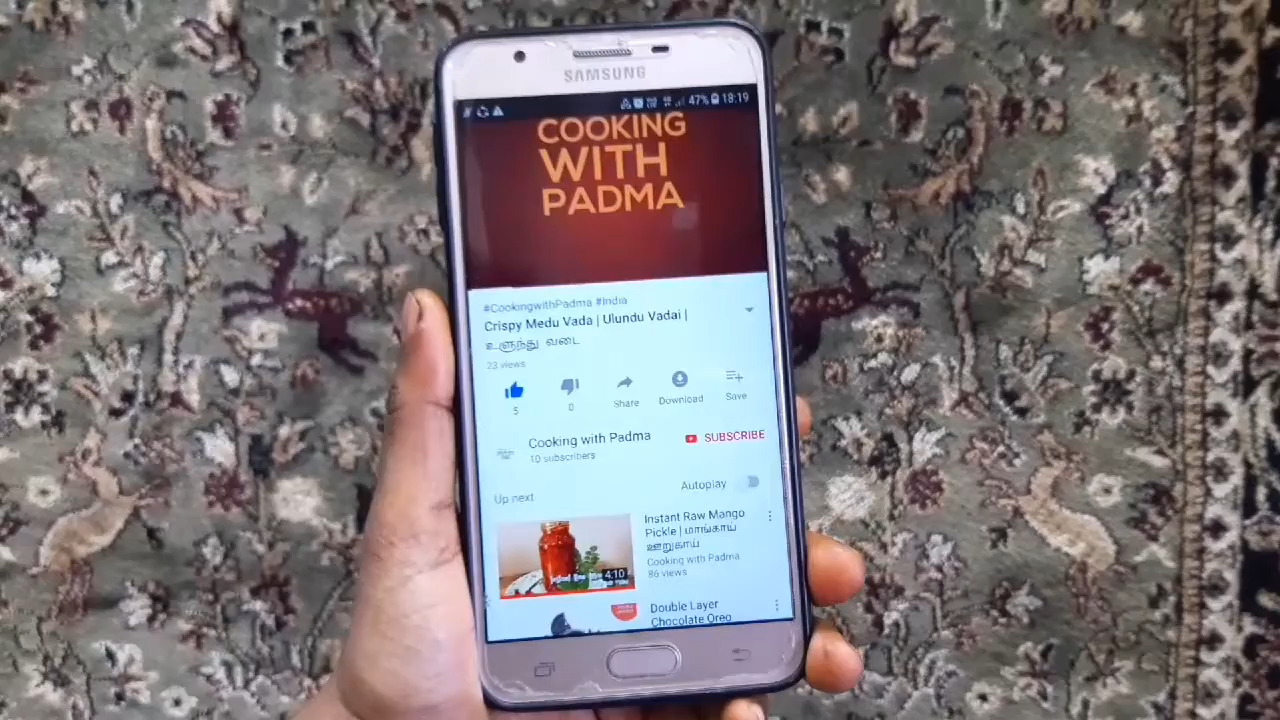 SAMSUNG
47% 18:19
COOKING
WITH
PADMA
#CookingwithPadma #India
Crispy Medu Vada | Ulundu Vadai |
உளுந்து வடை
23 views
5
0
Share
Download
Save
Cooking with Padma
SUBSCRIBE
10 subscribers
Up next
Autoplay
Instant Raw Mango
Pickle | மாங்காய்
ஊறுகாய்
Cooking with Padma
86 views
4:10
Double Layer
Chocolate Oreo